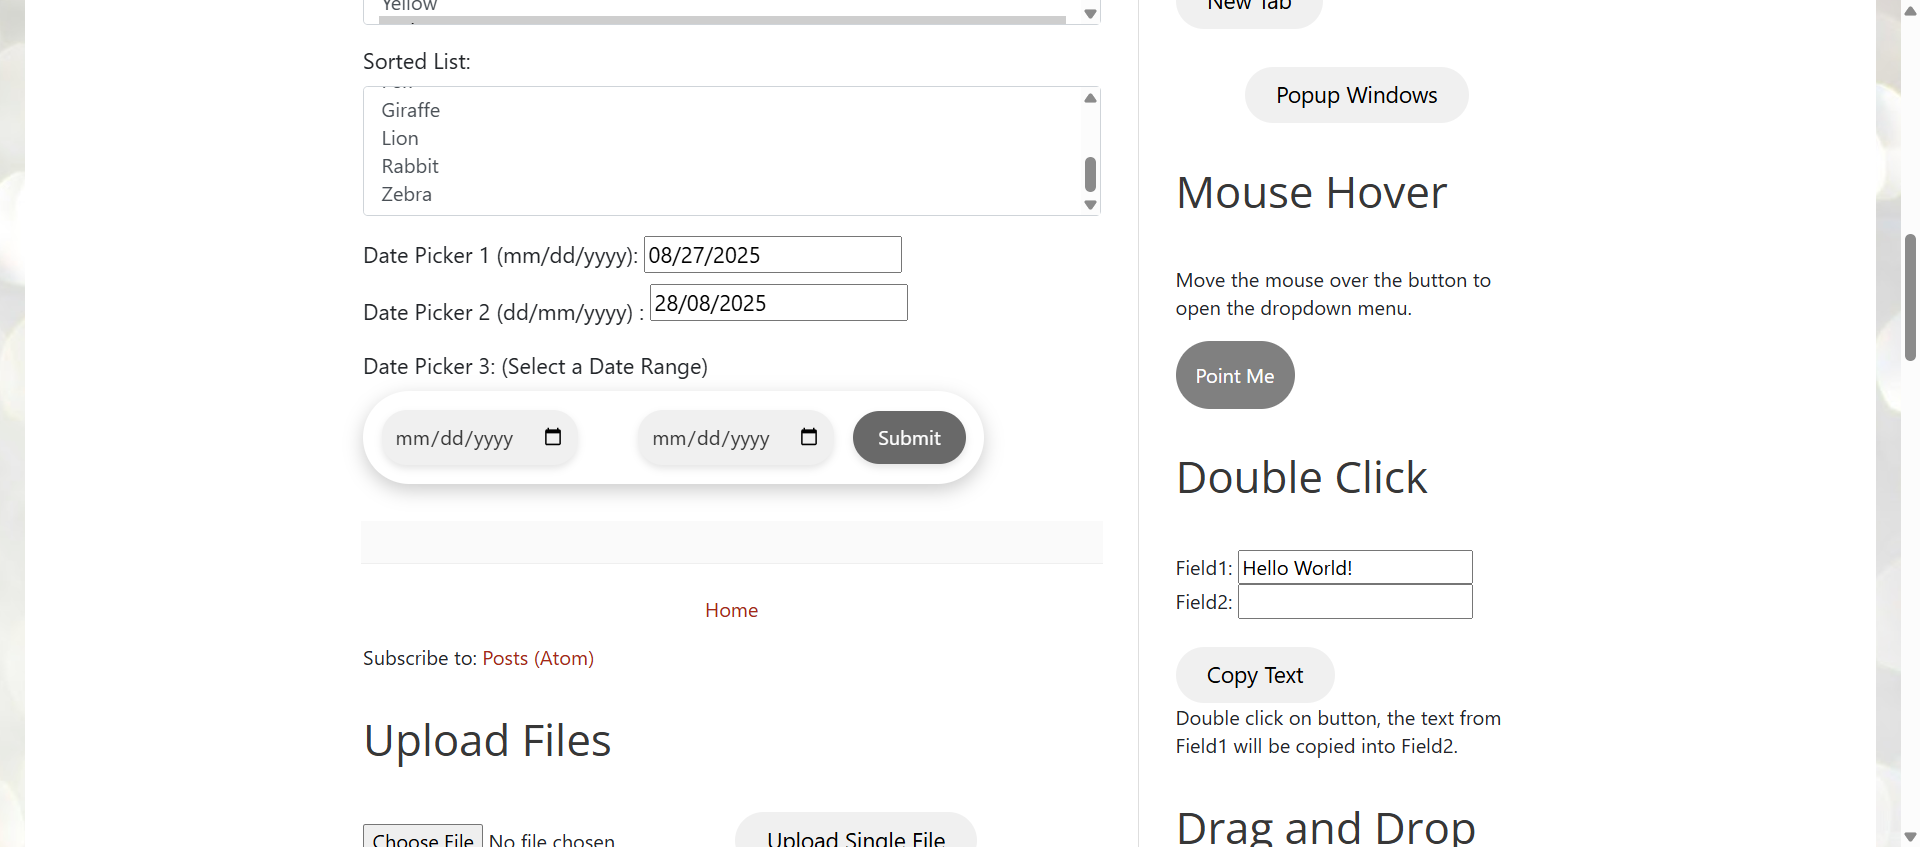 Yellow
Sorted List:
Giraffe
Lion
Rabbit
Zebra
Date Picker 1 (mm/dd/yyyy): 08/27/2025
Date Picker 2 (dd/mm/yyyy) : 28/08/2025
Date Picker 3: (Select a Date Range)
mm/dd/yyyy mm/dd/yyyy Submit
Home
Subscribe to: Posts (Atom)
Upload Files
Choose File No file chosen Upload Single File
New Tab
Popup Windows
Mouse Hover
Move the mouse over the button to
open the dropdown menu.
Point Me
Double Click
Field1: Hello World!
Field2:
Copy Text
Double click on button, the text from
Field1 will be copied into Field2.
Drag and Drop